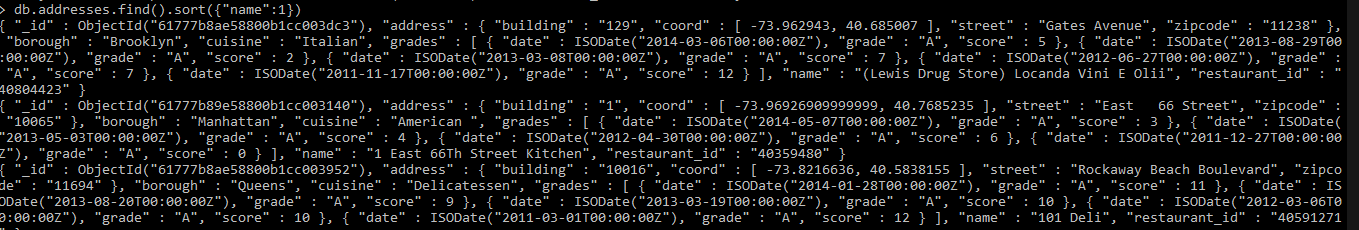 > db.addresses.find().sort({"name":1})
{ "_id" : ObjectId("61777b8ae58800b1cc003dc3"), "address" : { "building" : "129", "coord" : [ -73.962943, 40.685007 ], "street" : "Gates Avenue", "zipcode" : "11238" },
"borough" : "Brooklyn", "cuisine" : "Italian", "grades" : [ { "date" : ISODate("2014-03-06T00:00:00Z"), "grade" : "A", "score" : 5 }, { "date" : ISODate("2013-08-29T00
:00:00Z"), "grade" : "A", "score" : 2 }, { "date" : ISODate("2013-03-08T00:00:00Z"), "grade" : "A", "score" : 7 }, { "date" : ISODate("2012-06-27T00:00:00Z"), "grade" :
"A", "score" : 7 }, { "date" : ISODate("2011-11-17T00:00:00Z"), "grade" : "A", "score" : 12 } ], "name" : "(Lewis Drug Store) Locanda Vini E Olii", "restaurant_id" : "
40804423" }
{ "_id" : ObjectId("61777b89e58800b1cc003140"), "address" : { "building" : "1", "coord" : [ -73.96926909999999, 40.7685235 ], "street" : "East   66 Street", "zipcode" :
"10065" }, "borough" : "Manhattan", "cuisine" : "American ", "grades" : [ { "date" : ISODate("2014-05-07T00:00:00Z"), "grade" : "A", "score" : 3 }, { "date" : ISODate(
"2013-05-03T00:00:00Z"), "grade" : "A", "score" : 4 }, { "date" : ISODate("2012-04-30T00:00:00Z"), "grade" : "A", "score" : 6 }, { "date" : ISODate("2011-12-27T00:00:00
Z"), "grade" : "A", "score" : 0 } ], "name" : "1 East 66Th Street Kitchen", "restaurant_id" : "40359480" }
{ "_id" : ObjectId("61777b8ae58800b1cc003952"), "address" : { "building" : "10016", "coord" : [ -73.8216636, 40.5838155 ], "street" : "Rockaway Beach Boulevard", "zipco
de" : "11694" }, "borough" : "Queens", "cuisine" : "Delicatessen", "grades" : [ { "date" : ISODate("2014-01-28T00:00:00Z"), "grade" : "A", "score" : 11 }, { "date" : IS
ODate("2013-08-20T00:00:00Z"), "grade" : "A", "score" : 9 }, { "date" : ISODate("2013-03-19T00:00:00Z"), "grade" : "A", "score" : 10 }, { "date" : ISODate("2012-03-06T0
0:00:00Z"), "grade" : "A", "score" : 10 }, { "date" : ISODate("2011-03-01T00:00:00Z"), "grade" : "A", "score" : 12 } ], "name" : "101 Deli", "restaurant_id" : "40591271